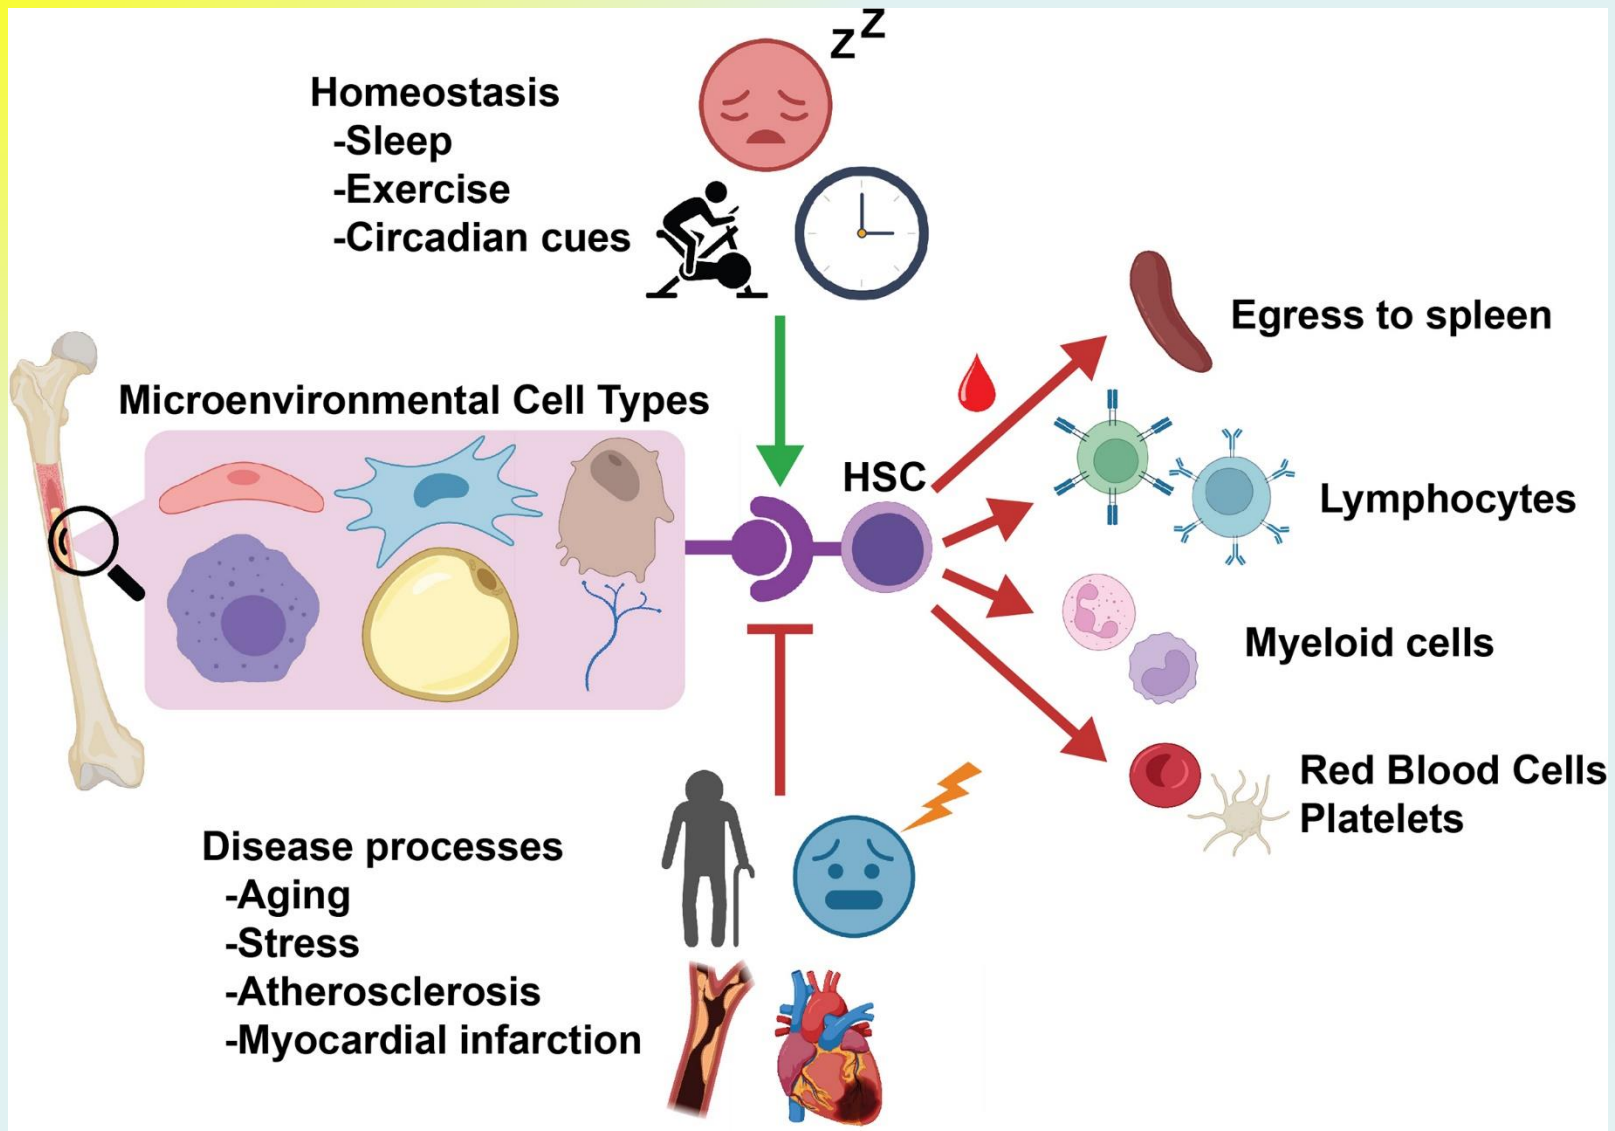 Z Z
Homeostasis
-Sleep
-Exercise
-Circadian cues
Egress to spleen
Microenvironmental Cell Types
HSC
Lymphocytes
Myeloid cells
Red Blood Cells
Platelets
Disease processes
-Aging
-Stress
-Atherosclerosis
-Myocardial infarction